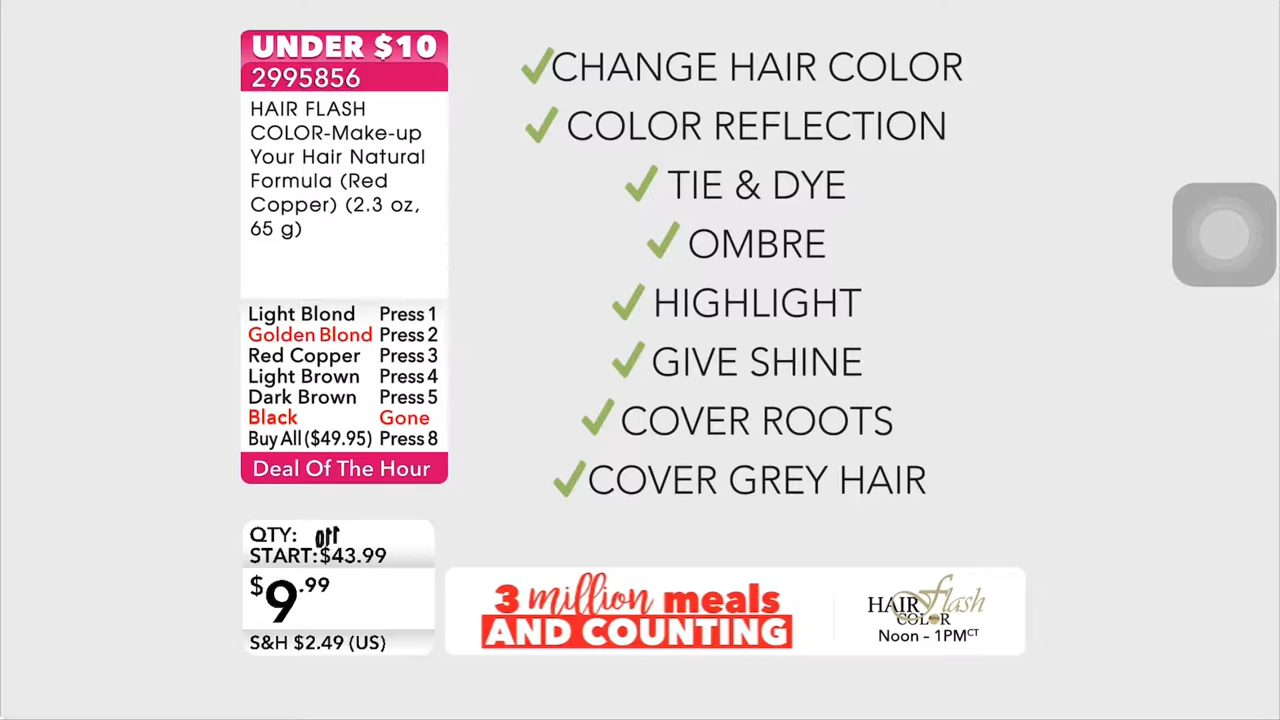 UNDER $10
2995856
HAIR FLASH
COLOR-Make-up
Your Hair Natural
Formula (Red
Copper) (2.3 oz,
65 g)
Light Blond Press 1
Golden Blond Press 2
Red Copper Press 3
Light Brown Press 4
Dark Brown Press 5
Black Gone
Buy All ($49.95) Press 8
Deal Of The Hour
QTY:
START: $43.99
$9.99
S&H $2.49 (US)
CHANGE HAIR COLOR
COLOR REFLECTION
TIE & DYE
OMBRE
HIGHLIGHT
GIVE SHINE
COVER ROOTS
COVER GREY HAIR
3 million meals
AND COUNTING
HAIR Flash
COLOR
Noon - 1PM CT